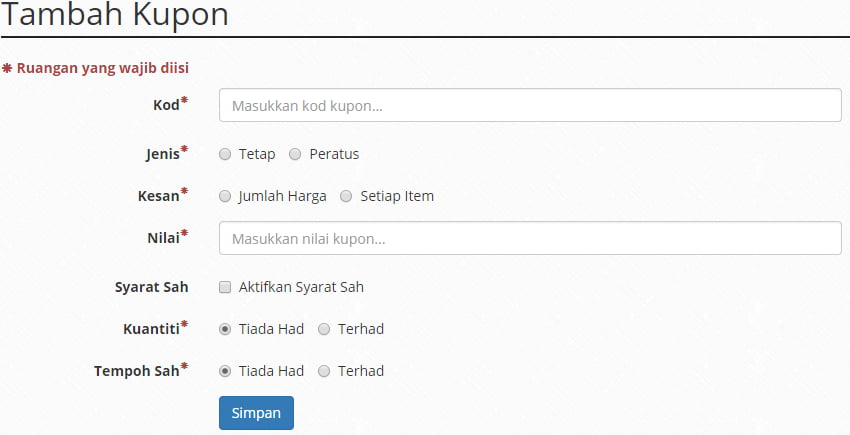 Tambah Kupon
* Ruangan yang wajib diisi
Kod* Masukkan kod kupon...
Jenis* Tetap Peratus
Kesan* Jumlah Harga Setiap Item
Nilai* Masukkan nilai kupon...
Syarat Sah Aktifkan Syarat Sah
Kuantiti* Tiada Had Terhad
Tempoh Sah* Tiada Had Terhad
Simpan